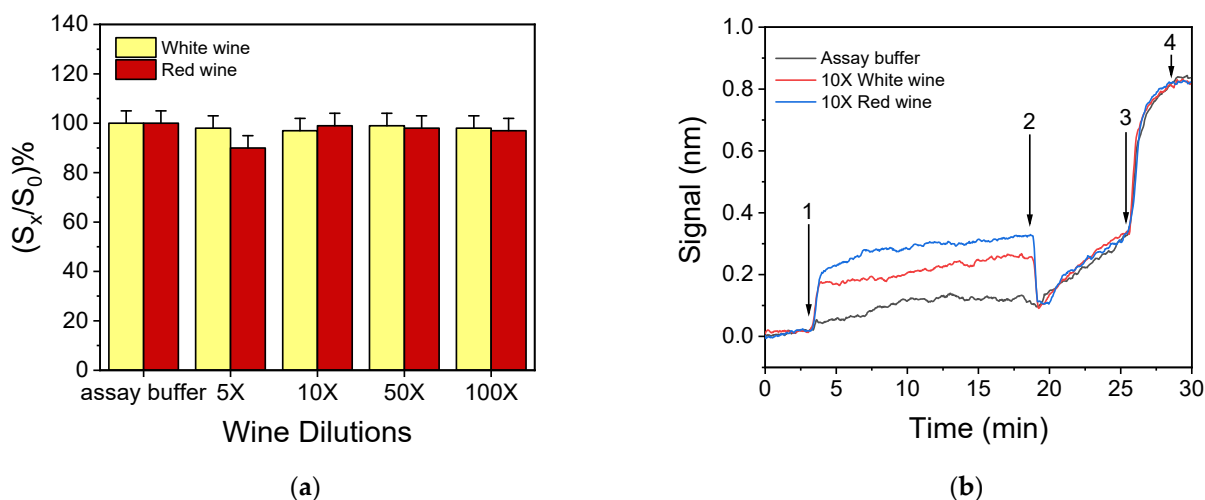 140
120
100
80
60
40
20
0
(Sₓ/S₀)%
White wine
Red wine
assay buffer 5X 10X 50X 100X
Wine Dilutions
(a)
1.0
0.8
0.6
0.4
0.2
0.0
Signal (nm)
Assay buffer
10X White wine
10X Red wine
1
2
3
4
0 5 10 15 20 25 30
Time (min)
(b)